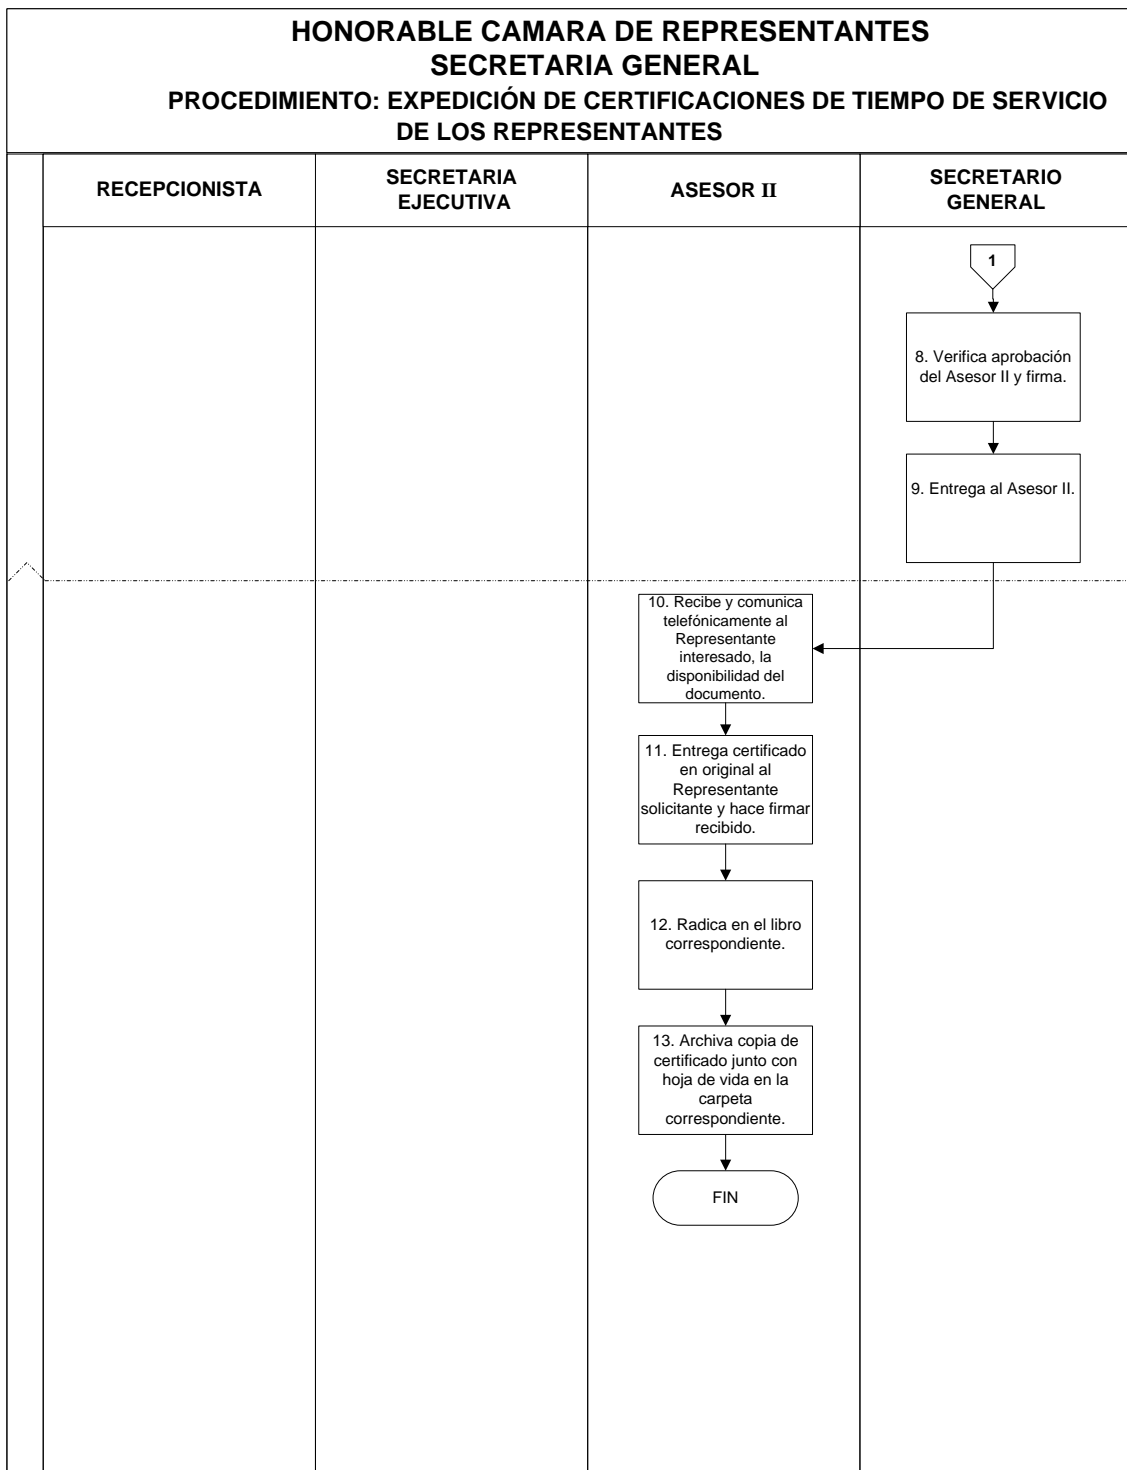 HONORABLE CAMARA DE REPRESENTANTES
SECRETARIA GENERAL
PROCEDIMIENTO: EXPEDICIÓN DE CERTIFICACIONES DE TIEMPO DE SERVICIO
DE LOS REPRESENTANTES
RECEPCIONISTA
SECRETARIA
EJECUTIVA
ASESOR II
SECRETARIO
GENERAL
1
8. Verifica aprobación
del Asesor II y firma.
9. Entrega al Asesor II.
10. Recibe y comunica
telefónicamente al
Representante
interesado, la
disponibilidad del
documento.
11. Entrega certificado
en original al
Representante
solicitante y hace firmar
recibido.
12. Radica en el libro
correspondiente.
13. Archiva copia de
certificado junto con
hoja de vida en la
carpeta
correspondiente.
FIN